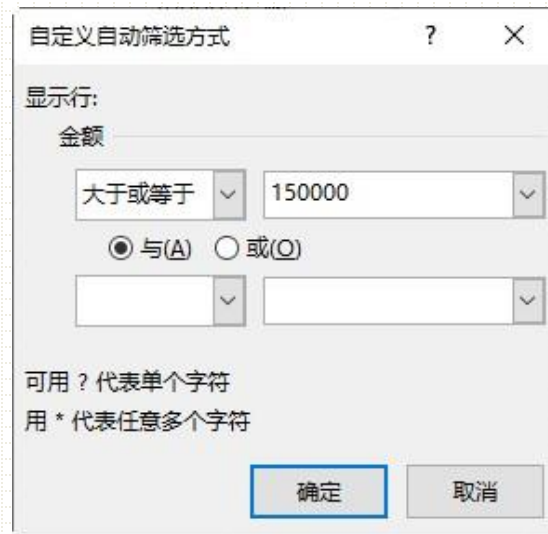 自定义自动筛选方式 ? ×
显示行:
金额
大于或等于 150000
与(A) 或(O)
可用 ? 代表单个字符
用 * 代表任意多个字符
确定 取消